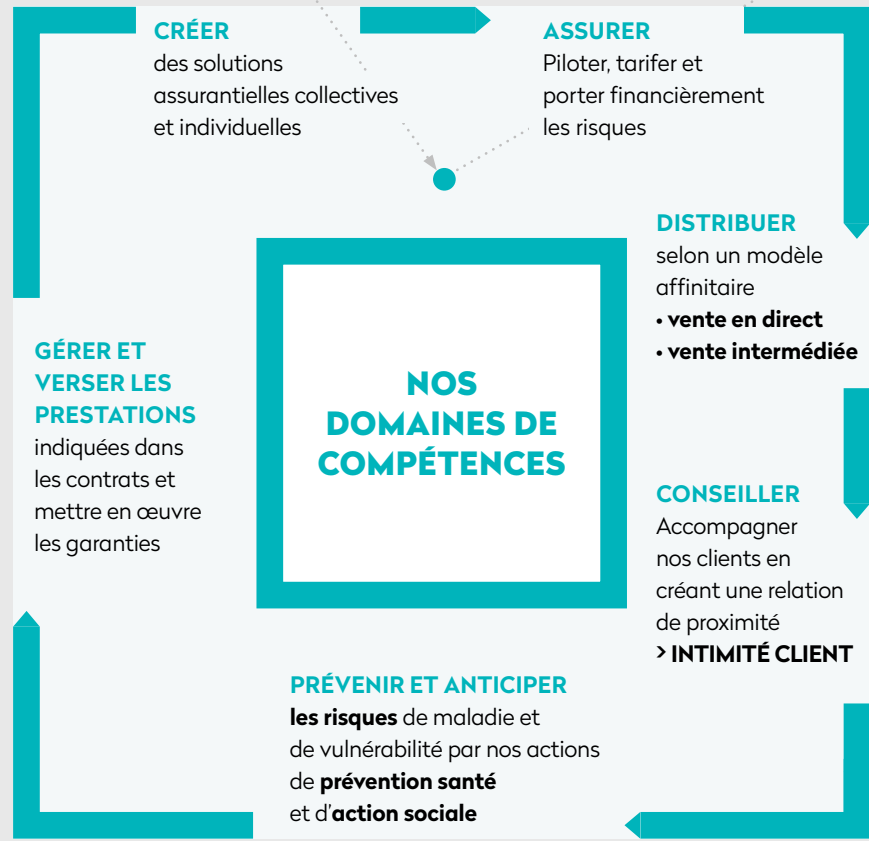 CRÉER
des solutions
assurantielles collectives
et individuelles
ASSURER
Piloter, tarifer et
porter financièrement
les risques
DISTRIBUER
selon un modèle
affinitaire
• vente en direct
• vente intermédiée
CONSEILLER
Accompagner
nos clients en
créant une relation
de proximité
> INTIMITÉ CLIENT
PRÉVENIR ET ANTICIPER
les risques de maladie et
de vulnérabilité par nos actions
de prévention santé
et d'action sociale
GÉRER ET
VERSER LES
PRESTATIONS
indiquées dans
les contrats et
mettre en œuvre
les garanties
NOS
DOMAINES DE
COMPÉTENCES